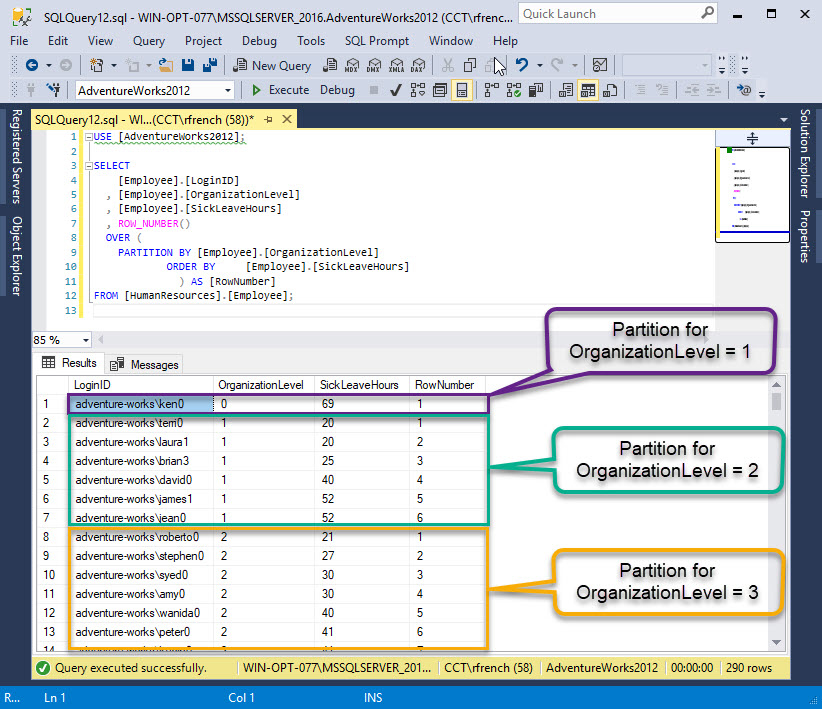 SQLQuery12.sql - WIN-OPT-077\MSSQLSERVER_2016.AdventureWorks2012 (CCT\rfrenc...
Quick Launch
File Edit View Query Project Debug Tools SQL Prompt Window Help
New Query MDX DMX XMLA DAX
AdventureWorks2012 Execute Debug
Registered Servers
Object Explorer
SQLQuery12.sql - WI...(CCT\rfrench (58))*
Solution Explorer
Properties
1 USE [AdventureWorks2012];
2
3 SELECT
4 [Employee].[LoginID]
5 , [Employee].[OrganizationLevel]
6 , [Employee].[SickLeaveHours]
7 , ROW_NUMBER()
8 OVER (
9 PARTITION BY [Employee].[OrganizationLevel]
10 ORDER BY [Employee].[SickLeaveHours]
11 ) AS [RowNumber]
12 FROM [HumanResources].[Employee];
13
85 %
Partition for
OrganizationLevel = 1
Results Messages
LoginID OrganizationLevel SickLeaveHours RowNumber
1 adventure-works\ken0 0 69 1
2 adventure-works\terri0 1 20 1
3 adventure-works\laura1 1 20 2
4 adventure-works\brian3 1 25 3
5 adventure-works\david0 1 40 4
6 adventure-works\james1 1 52 5
7 adventure-works\jean0 1 52 6
Partition for
OrganizationLevel = 2
8 adventure-works\roberto0 2 21 1
9 adventure-works\stephen0 2 27 2
10 adventure-works\syed0 2 30 3
11 adventure-works\amy0 2 30 4
12 adventure-works\wanida0 2 40 5
13 adventure-works\peter0 2 41 6
Partition for
OrganizationLevel = 3
Query executed successfully. WIN-OPT-077\MSSQLSERVER_201... CCT\rfrench (58) AdventureWorks2012 00:00:00 290 rows
R... Ln 1 Col 1 INS